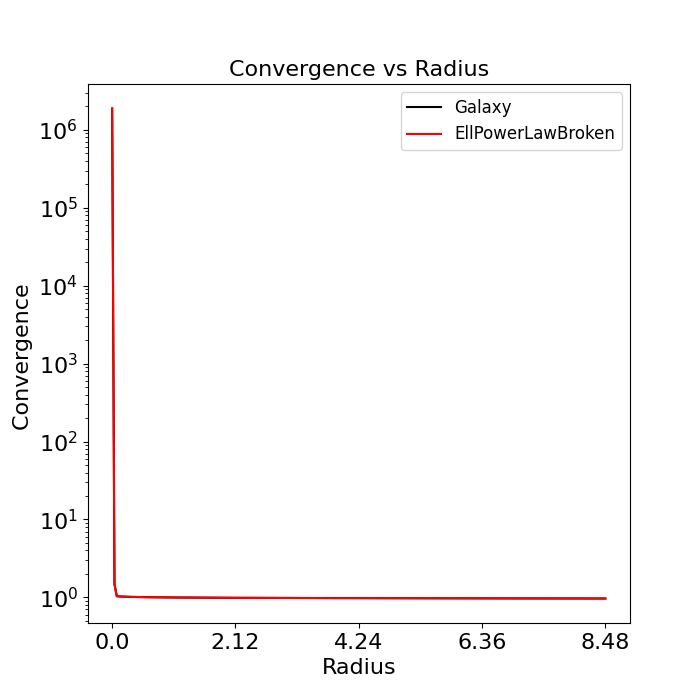 Convergence vs Radius
Galaxy
EllPowerLawBroken
Convergence
10^6
10^5
10^4
10^3
10^2
10^1
10^0
0.0 2.12 4.24 6.36 8.48
Radius